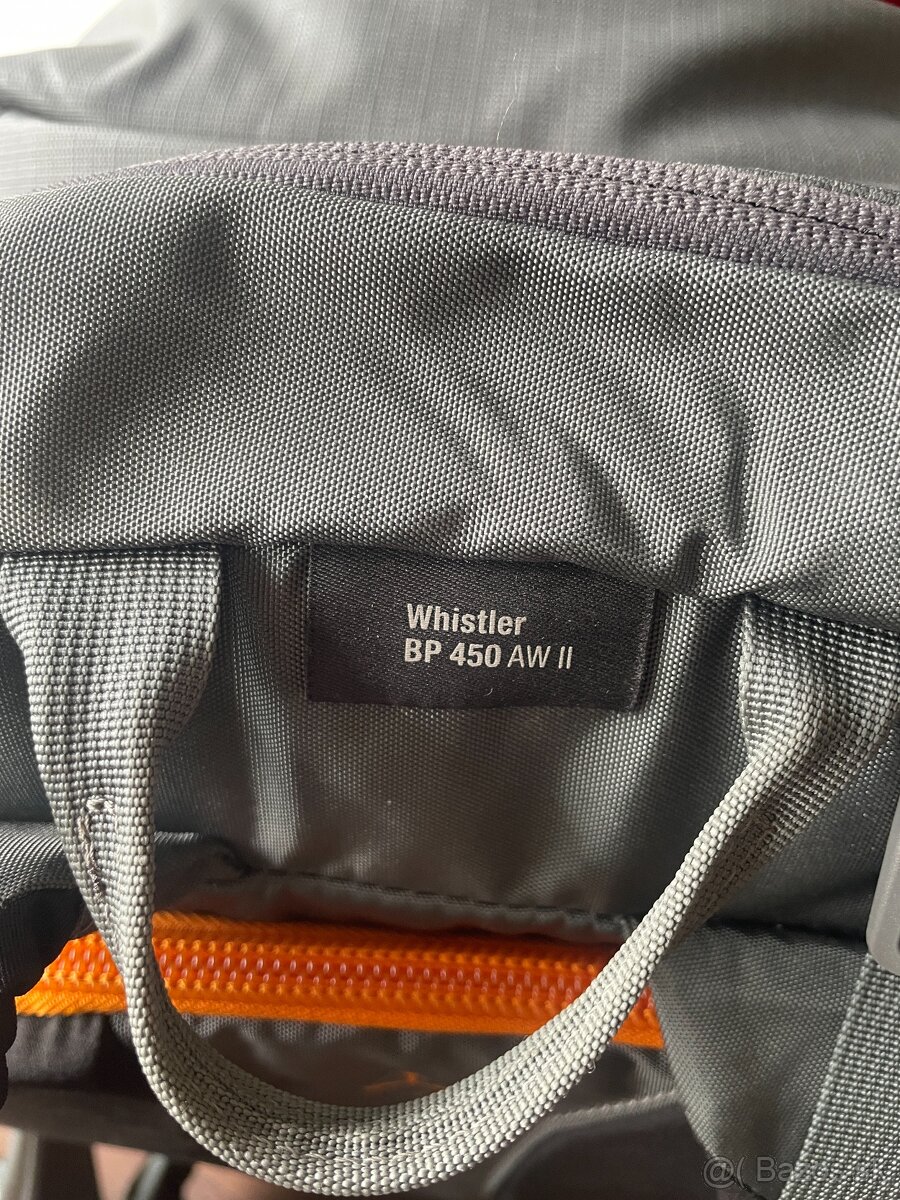 Whistler
BP 450 AW II